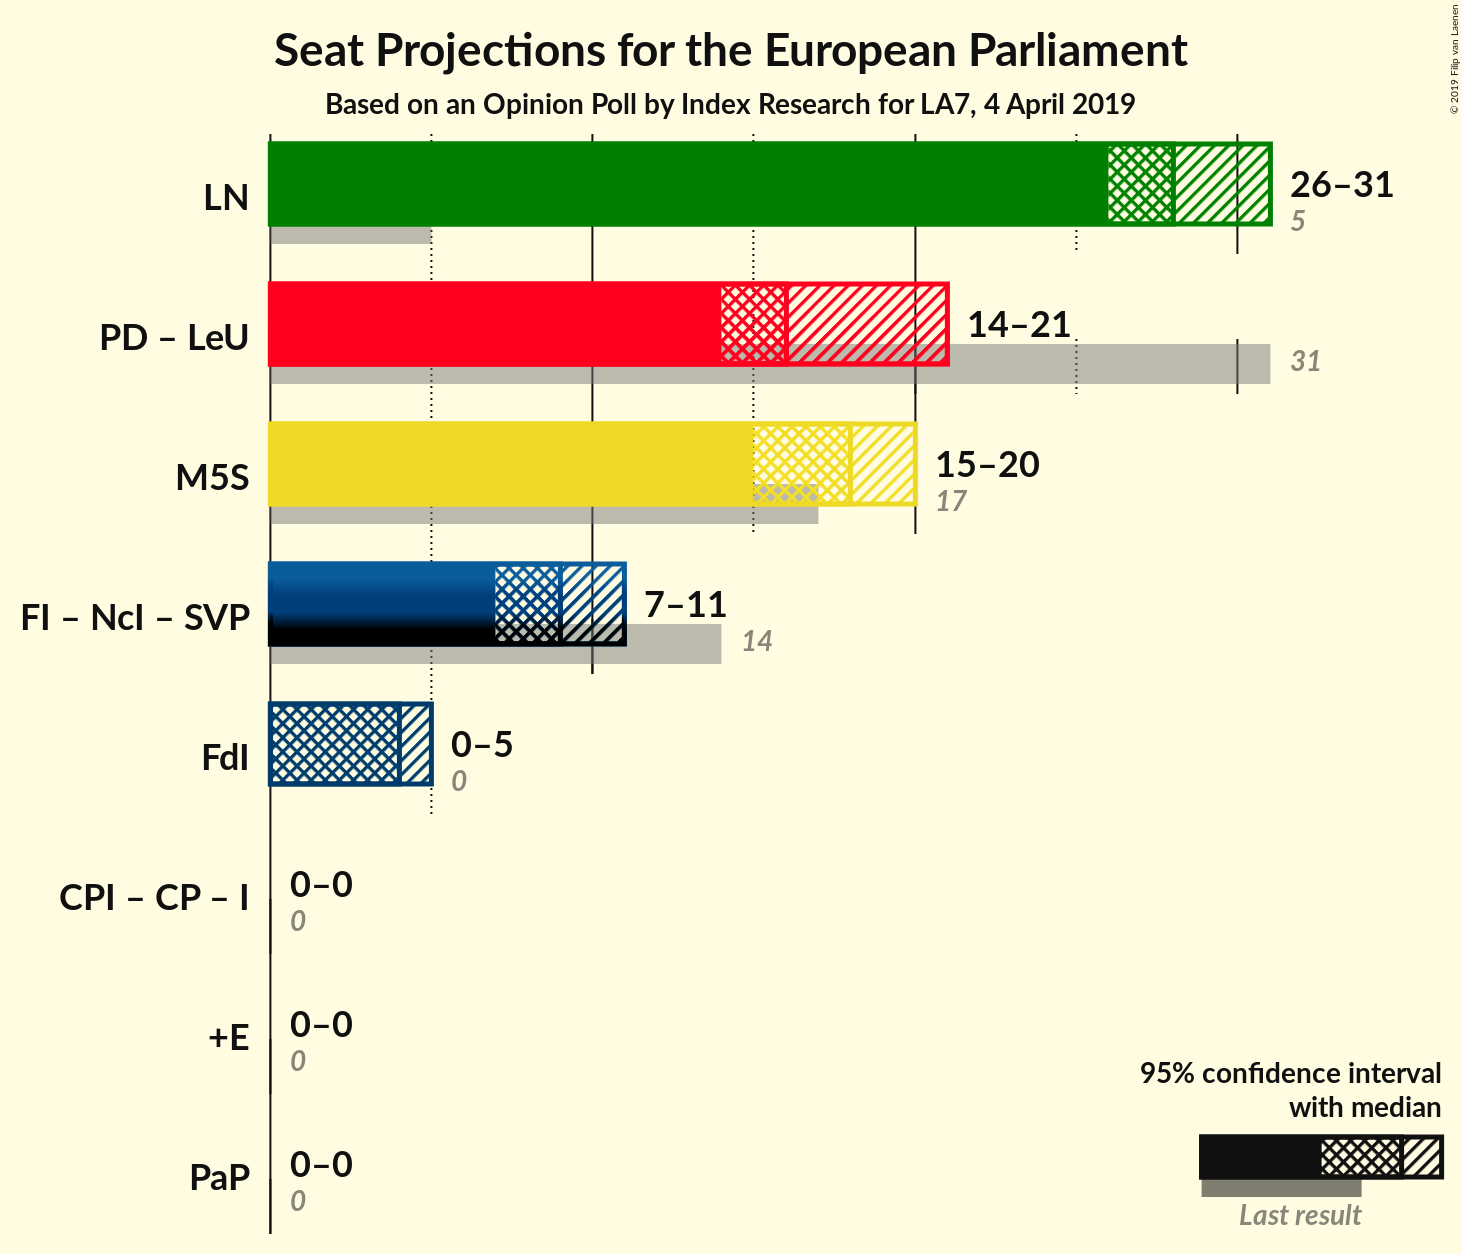 Seat Projections for the European Parliament
Based on an Opinion Poll by Index Research for LA7, 4 April 2019
© 2019 Filip van Laenen
LN
26–31
5
PD – LeU
14–21
31
M5S
15–20
17
FI – NcI – SVP
7–11
14
FdI
0–5
0
CPI – CP – I
0–0
0
+E
0–0
0
PaP
0–0
0
95% confidence interval
with median
Last result